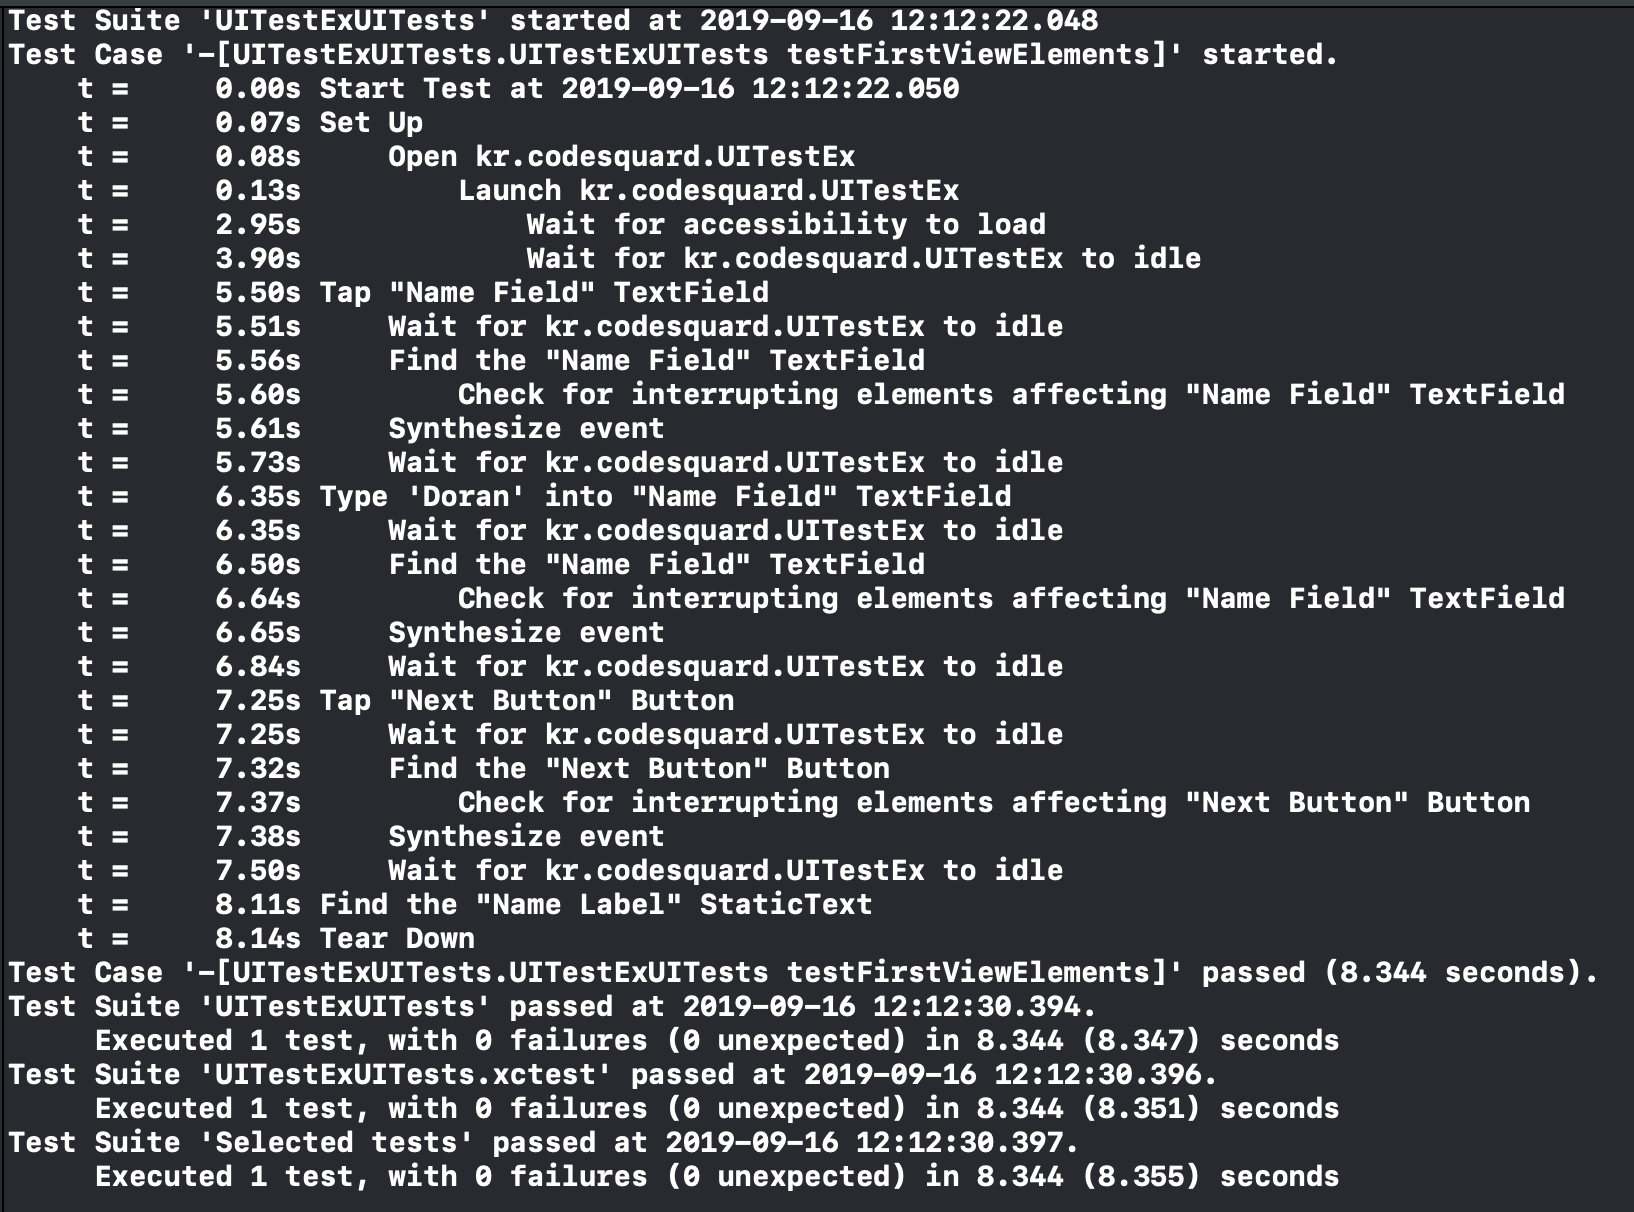 Test Suite 'UITestExUITests' started at 2019-09-16 12:12:22.048
Test Case '-[UITestExUITests.UITestExUITests testFirstViewElements]' started.
    t =     0.00s Start Test at 2019-09-16 12:12:22.050
    t =     0.07s Set Up
    t =     0.08s     Open kr.codesquard.UITestEx
    t =     0.13s         Launch kr.codesquard.UITestEx
    t =     2.95s             Wait for accessibility to load
    t =     3.90s             Wait for kr.codesquard.UITestEx to idle
    t =     5.50s Tap "Name Field" TextField
    t =     5.51s     Wait for kr.codesquard.UITestEx to idle
    t =     5.56s     Find the "Name Field" TextField
    t =     5.60s         Check for interrupting elements affecting "Name Field" TextField
    t =     5.61s     Synthesize event
    t =     5.73s     Wait for kr.codesquard.UITestEx to idle
    t =     6.35s Type 'Doran' into "Name Field" TextField
    t =     6.35s     Wait for kr.codesquard.UITestEx to idle
    t =     6.50s     Find the "Name Field" TextField
    t =     6.64s         Check for interrupting elements affecting "Name Field" TextField
    t =     6.65s     Synthesize event
    t =     6.84s     Wait for kr.codesquard.UITestEx to idle
    t =     7.25s Tap "Next Button" Button
    t =     7.25s     Wait for kr.codesquard.UITestEx to idle
    t =     7.32s     Find the "Next Button" Button
    t =     7.37s         Check for interrupting elements affecting "Next Button" Button
    t =     7.38s     Synthesize event
    t =     7.50s     Wait for kr.codesquard.UITestEx to idle
    t =     8.11s Find the "Name Label" StaticText
    t =     8.14s Tear Down
Test Case '-[UITestExUITests.UITestExUITests testFirstViewElements]' passed (8.344 seconds).
Test Suite 'UITestExUITests' passed at 2019-09-16 12:12:30.394.
     Executed 1 test, with 0 failures (0 unexpected) in 8.344 (8.347) seconds
Test Suite 'UITestExUITests.xctest' passed at 2019-09-16 12:12:30.396.
     Executed 1 test, with 0 failures (0 unexpected) in 8.344 (8.351) seconds
Test Suite 'Selected tests' passed at 2019-09-16 12:12:30.397.
     Executed 1 test, with 0 failures (0 unexpected) in 8.344 (8.355) seconds